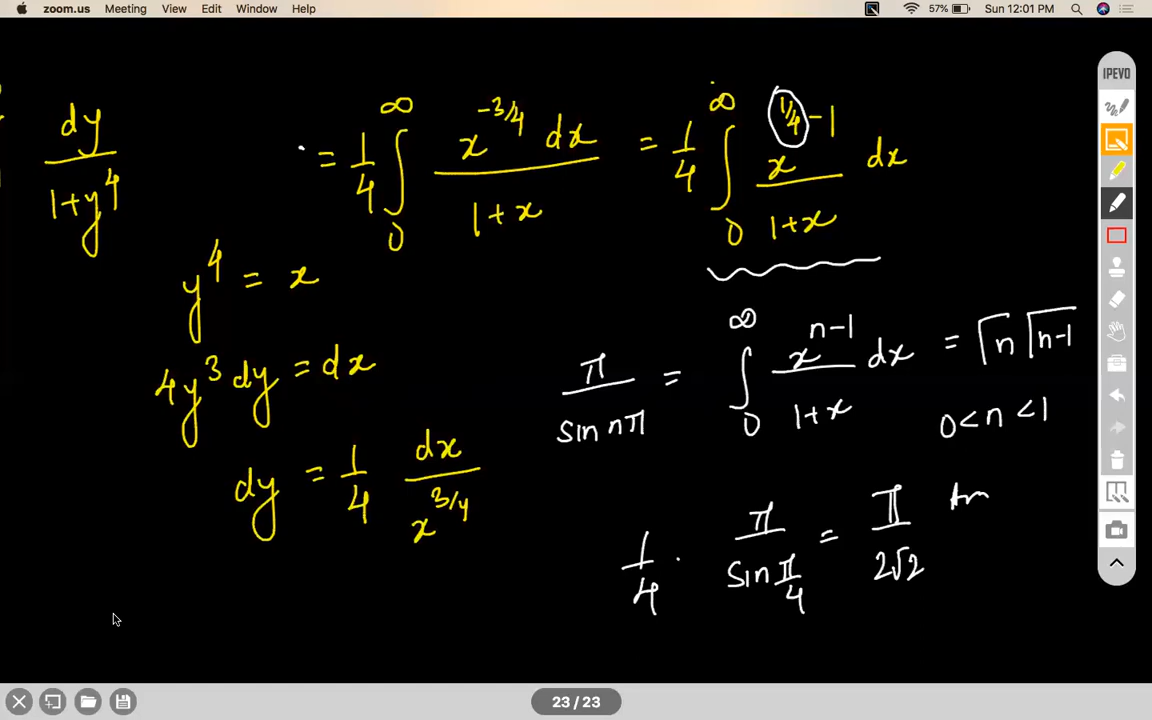 zoom.us Meeting View Edit Window Help 57% Sun 12:01 PM
IPEVO
dy / 1+y^4 = 1/4 ∫_0^∞ x^{-3/4} dx / 1+x = 1/4 ∫_0^∞ x^{1/4 -1} / 1+x dx
y^4 = x
4y^3 dy = dx
π / sin nπ = ∫_0^∞ x^{n-1} / 1+x dx = Γn Γn-1
0<n<1
dy = 1/4 dx / x^{3/4}
1/4 · π / sin π/4 = π / 2√2 Ans
23 / 23